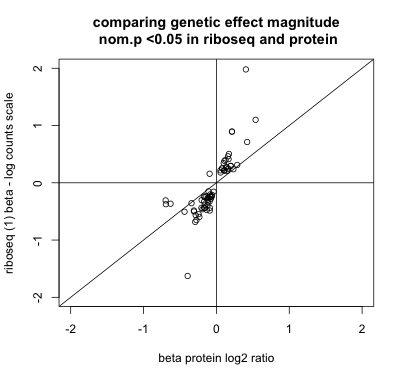 comparing genetic effect magnitude
nom.p <0.05 in riboseq and protein
riboseq (1) beta - log counts scale
2
1
0
-1
-2
-2
-1
0
1
2
beta protein log2 ratio